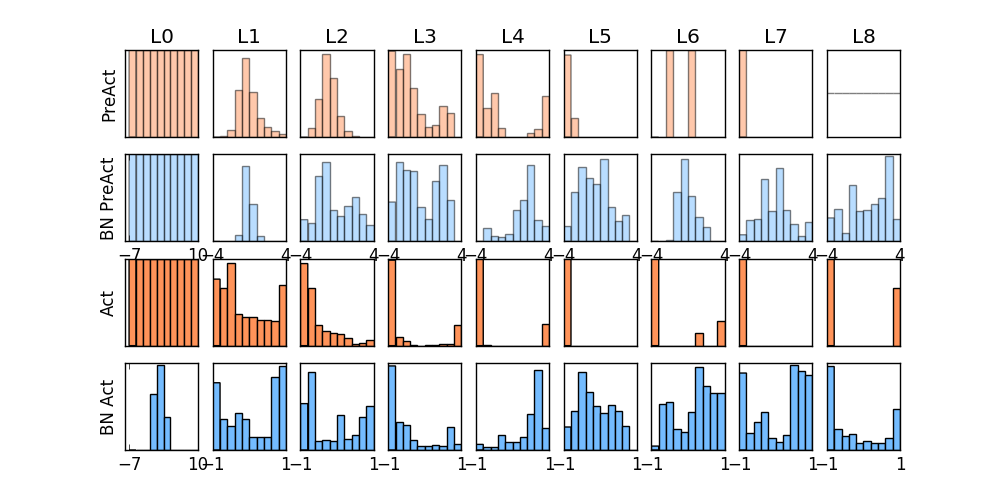 L0 L1 L2 L3 L4 L5 L6 L7 L8
PreAct
BN PreAct
−7 10 −4 4 −4 4 −4 4 −4 4 −4 4 −4 4 −4 4 −4 4
Act
BN Act
−7 10 −1 1 −1 1 −1 1 −1 1 −1 1 −1 1 −1 1 −1 1